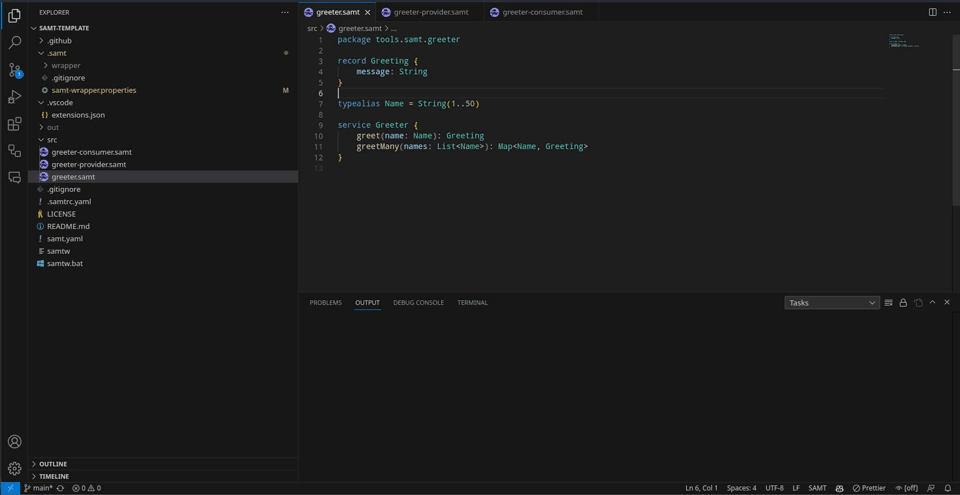 EXPLORER
SAMT-TEMPLATE
.github
.samt
wrapper
.gitignore
samt-wrapper.properties M
.vscode
extensions.json
out
src
greeter-consumer.samt
greeter-provider.samt
greeter.samt
.gitignore
.samtrc.yaml
LICENSE
README.md
samt.yaml
samtw
samtw.bat
OUTLINE
TIMELINE
1
greeter.samt greeter-provider.samt greeter-consumer.samt
src > greeter.samt > ...
1 package tools.samt.greeter
2
3 record Greeting {
4 message: String
5 }
6
7 typealias Name = String(1..50)
8
9 service Greeter {
10 greet(name: Name): Greeting
11 greetMany(names: List<Name>): Map<Name, Greeting>
12 }
13
PROBLEMS OUTPUT DEBUG CONSOLE TERMINAL Tasks
main* 0 0 Ln 6, Col 1 Spaces: 4 UTF-8 LF SAMT Prettier [off]